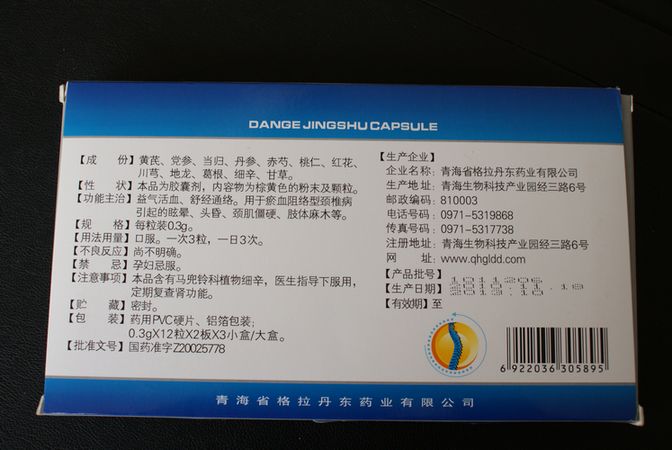 DANGE JINGSHU CAPSULE
【成 份】黄芪、党参、当归、丹参、赤芍、桃仁、红花、
川芎、地龙、葛根、细辛、甘草。
【性 状】本品为胶囊剂，内容物为棕黄色的粉末及颗粒。
【功能主治】益气活血、舒经通络。用于瘀血阻络型颈椎病
引起的眩晕、头昏、颈肌僵硬、肢体麻木等。
【规 格】每粒装0.3g。
【用法用量】口服。一次3粒，一日3次。
【不良反应】尚不明确。
【禁 忌】孕妇忌服。
【注意事项】本品含有马兜铃科植物细辛，医生指导下服用，
定期复查肾功能。
【贮 藏】密封。
【包 装】药用PVC硬片、铝箔包装；
0.3gX12粒X2板X3小盒/大盒。
【批准文号】国药准字Z20025778
【生产企业】
企业名称：青海省格拉丹东药业有限公司
生产地址：青海生物科技产业园经三路6号
邮政编码：810003
电话号码：0971-5319868
传真号码：0971-5317738
注册地址：青海生物科技产业园经三路6号
网 址：www.qhgldd.com
【产品批号】
【生产日期】
【有效期】至
6 922036 305895
青海省格拉丹东药业有限公司